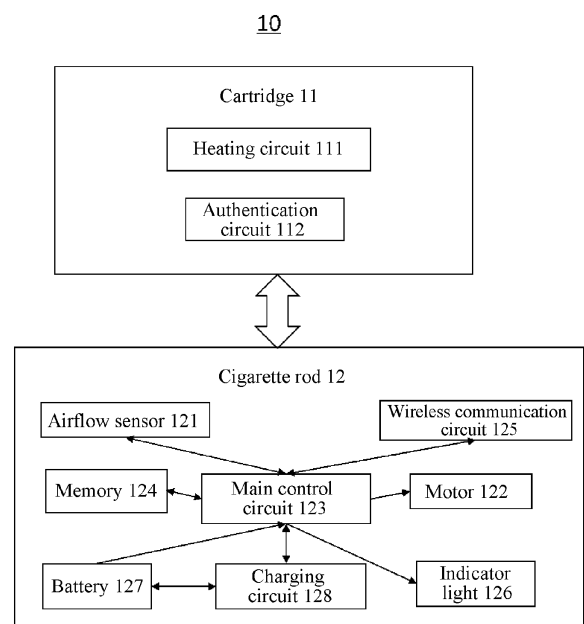 10
Cartridge 11
Heating circuit 111
Authentication
circuit 112
Cigarette rod 12
Airflow sensor 121
Wireless communication
circuit 125
Memory 124
Main control
circuit 123
Motor 122
Battery 127
Charging
circuit 128
Indicator
light 126